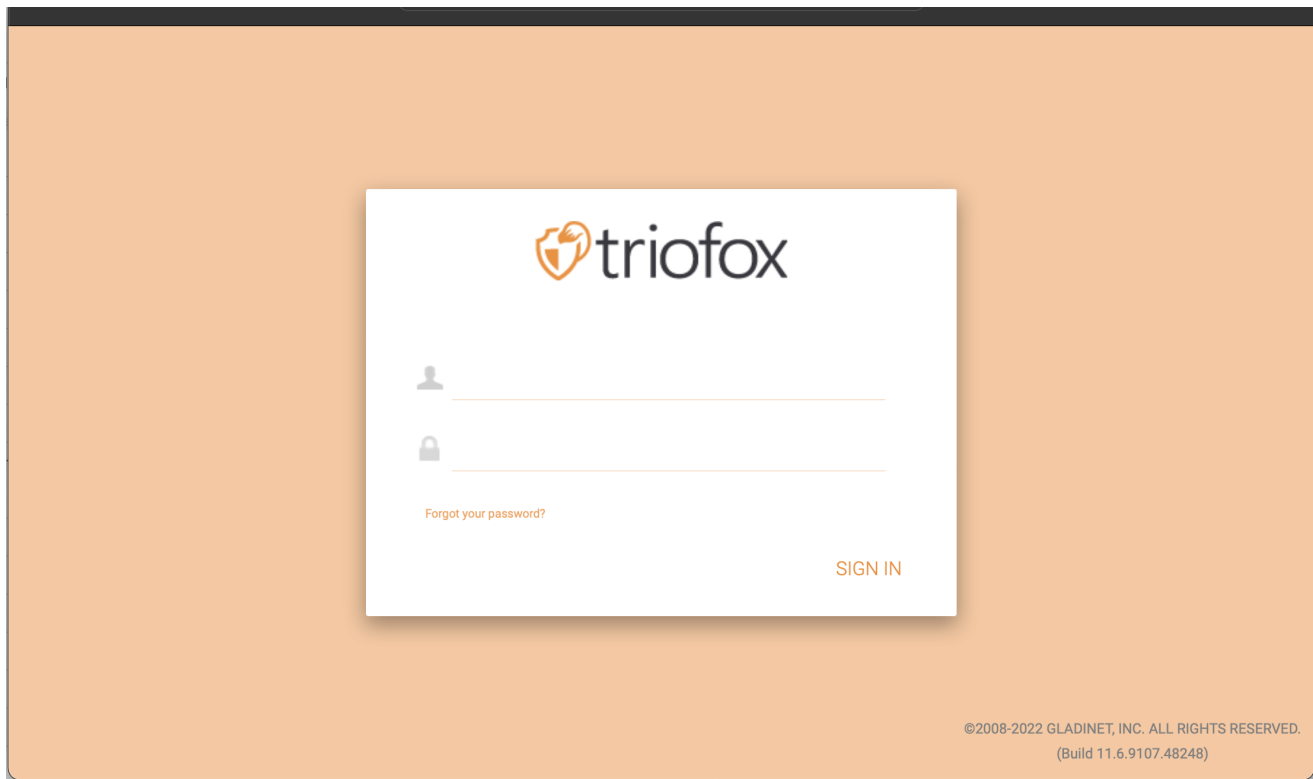 triofox
Forgot your password?
SIGN IN
©2008-2022 GLADINET, INC. ALL RIGHTS RESERVED.
(Build 11.6.9107.48248)